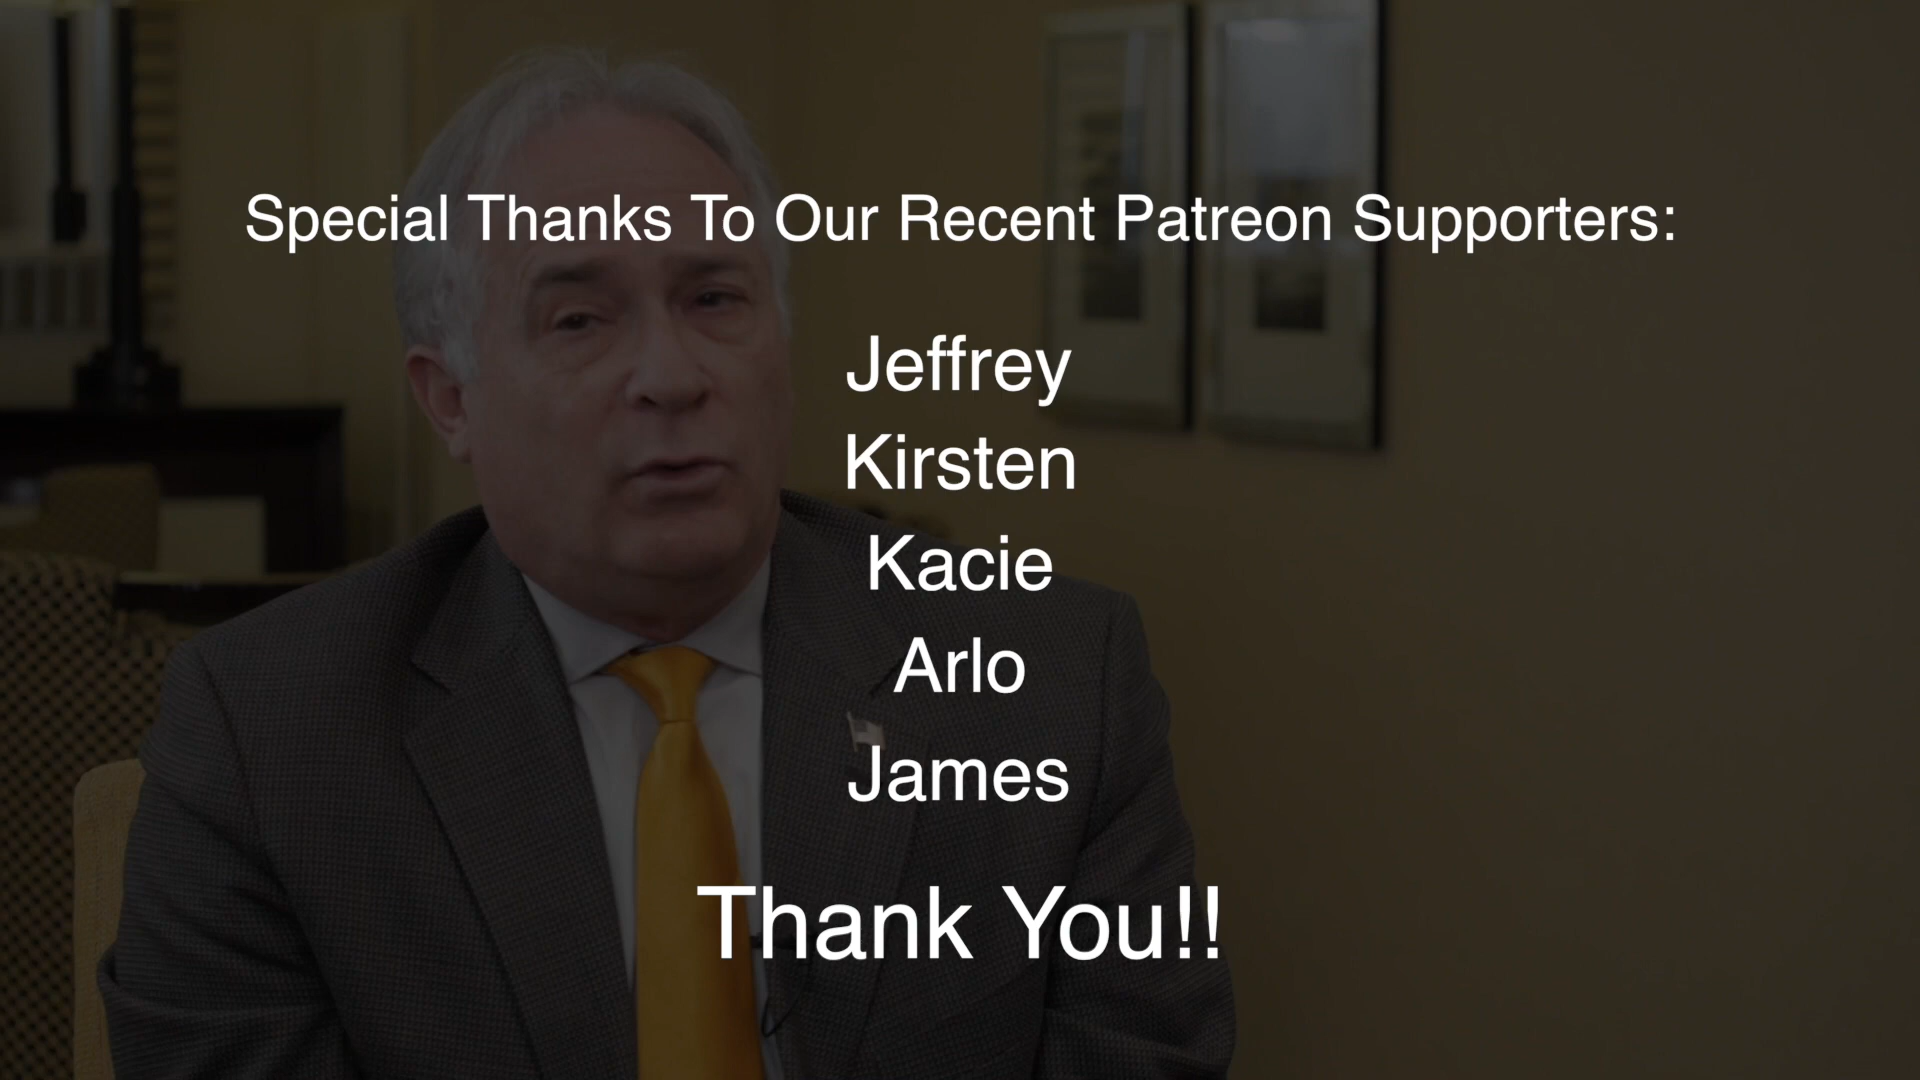 Special Thanks To Our Recent Patreon Supporters:
Jeffrey
Kirsten
Kacie
Arlo
James
Thank You!!